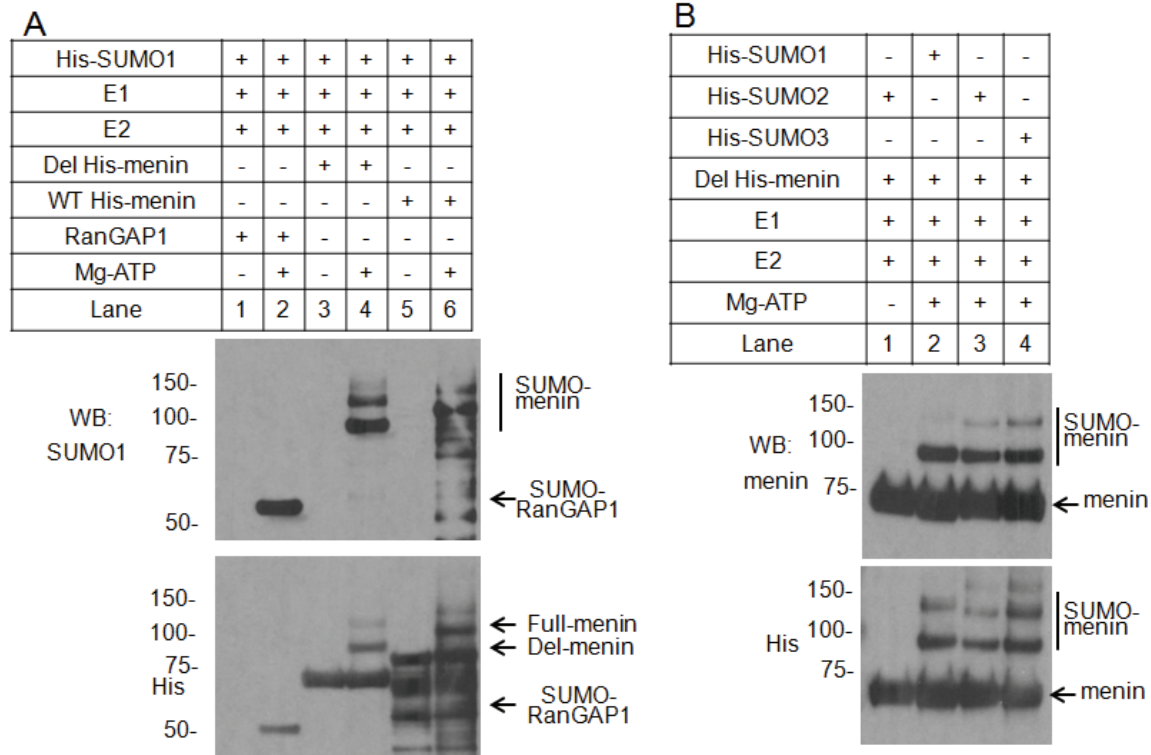 A
His-SUMO1 + + + + + +
E1 + + + + + +
E2 + + + + + +
Del His-menin - - + + - -
WT His-menin - - - - + +
RanGAP1 + + - - - -
Mg-ATP - + - + - +
Lane 1 2 3 4 5 6
WB:
SUMO1
150-
100-
75-
50-
SUMO-
menin
SUMO-
RanGAP1
His
150-
100-
75-
50-
Full-menin
Del-menin
SUMO-
RanGAP1
B
His-SUMO1 - + - -
His-SUMO2 + - + -
His-SUMO3 - - - +
Del His-menin + + + +
E1 + + + +
E2 + + + +
Mg-ATP - + + +
Lane 1 2 3 4
WB:
menin
150-
100-
75-
SUMO-
menin
menin
His
150-
100-
75-
SUMO-
menin
menin